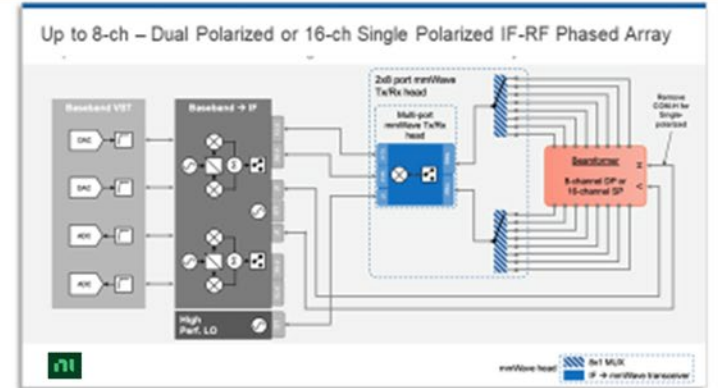 Up to 8-ch – Dual Polarized or 16-ch Single Polarized IF-RF Phased Array
Baseband VST
DAC
DAC
ADC
ADC
Baseband → IF
High
Perf. LO
2x8 port mmWave
Tx/Rx head
Multi-port
mmWave Tx/Rx
head
Beamformer
8-channel DP or
16-channel SP
H
V
Remove
COM-H for
Single-
polarized
mmWave head
8x1 MUX
IF → mmWave transceiver
ni